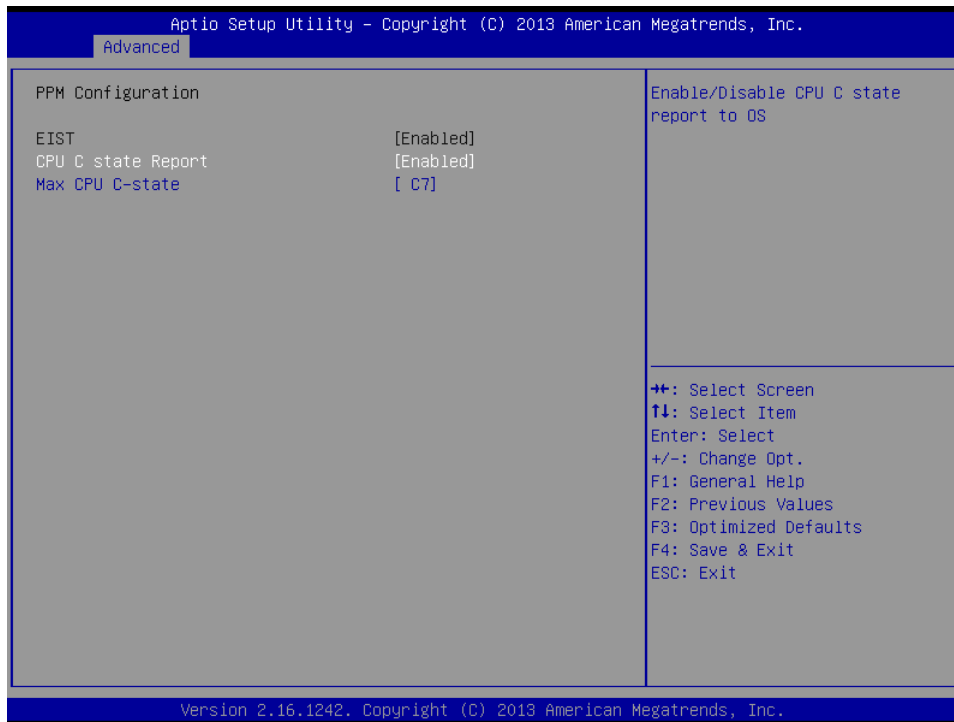 Aptio Setup Utility – Copyright (C) 2013 American Megatrends, Inc.
Advanced
PPM Configuration
EIST [Enabled]
CPU C state Report [Enabled]
Max CPU C-state [ C7]
Enable/Disable CPU C state
report to OS
→←: Select Screen
↑↓: Select Item
Enter: Select
+/-: Change Opt.
F1: General Help
F2: Previous Values
F3: Optimized Defaults
F4: Save & Exit
ESC: Exit
Version 2.16.1242. Copyright (C) 2013 American Megatrends, Inc.